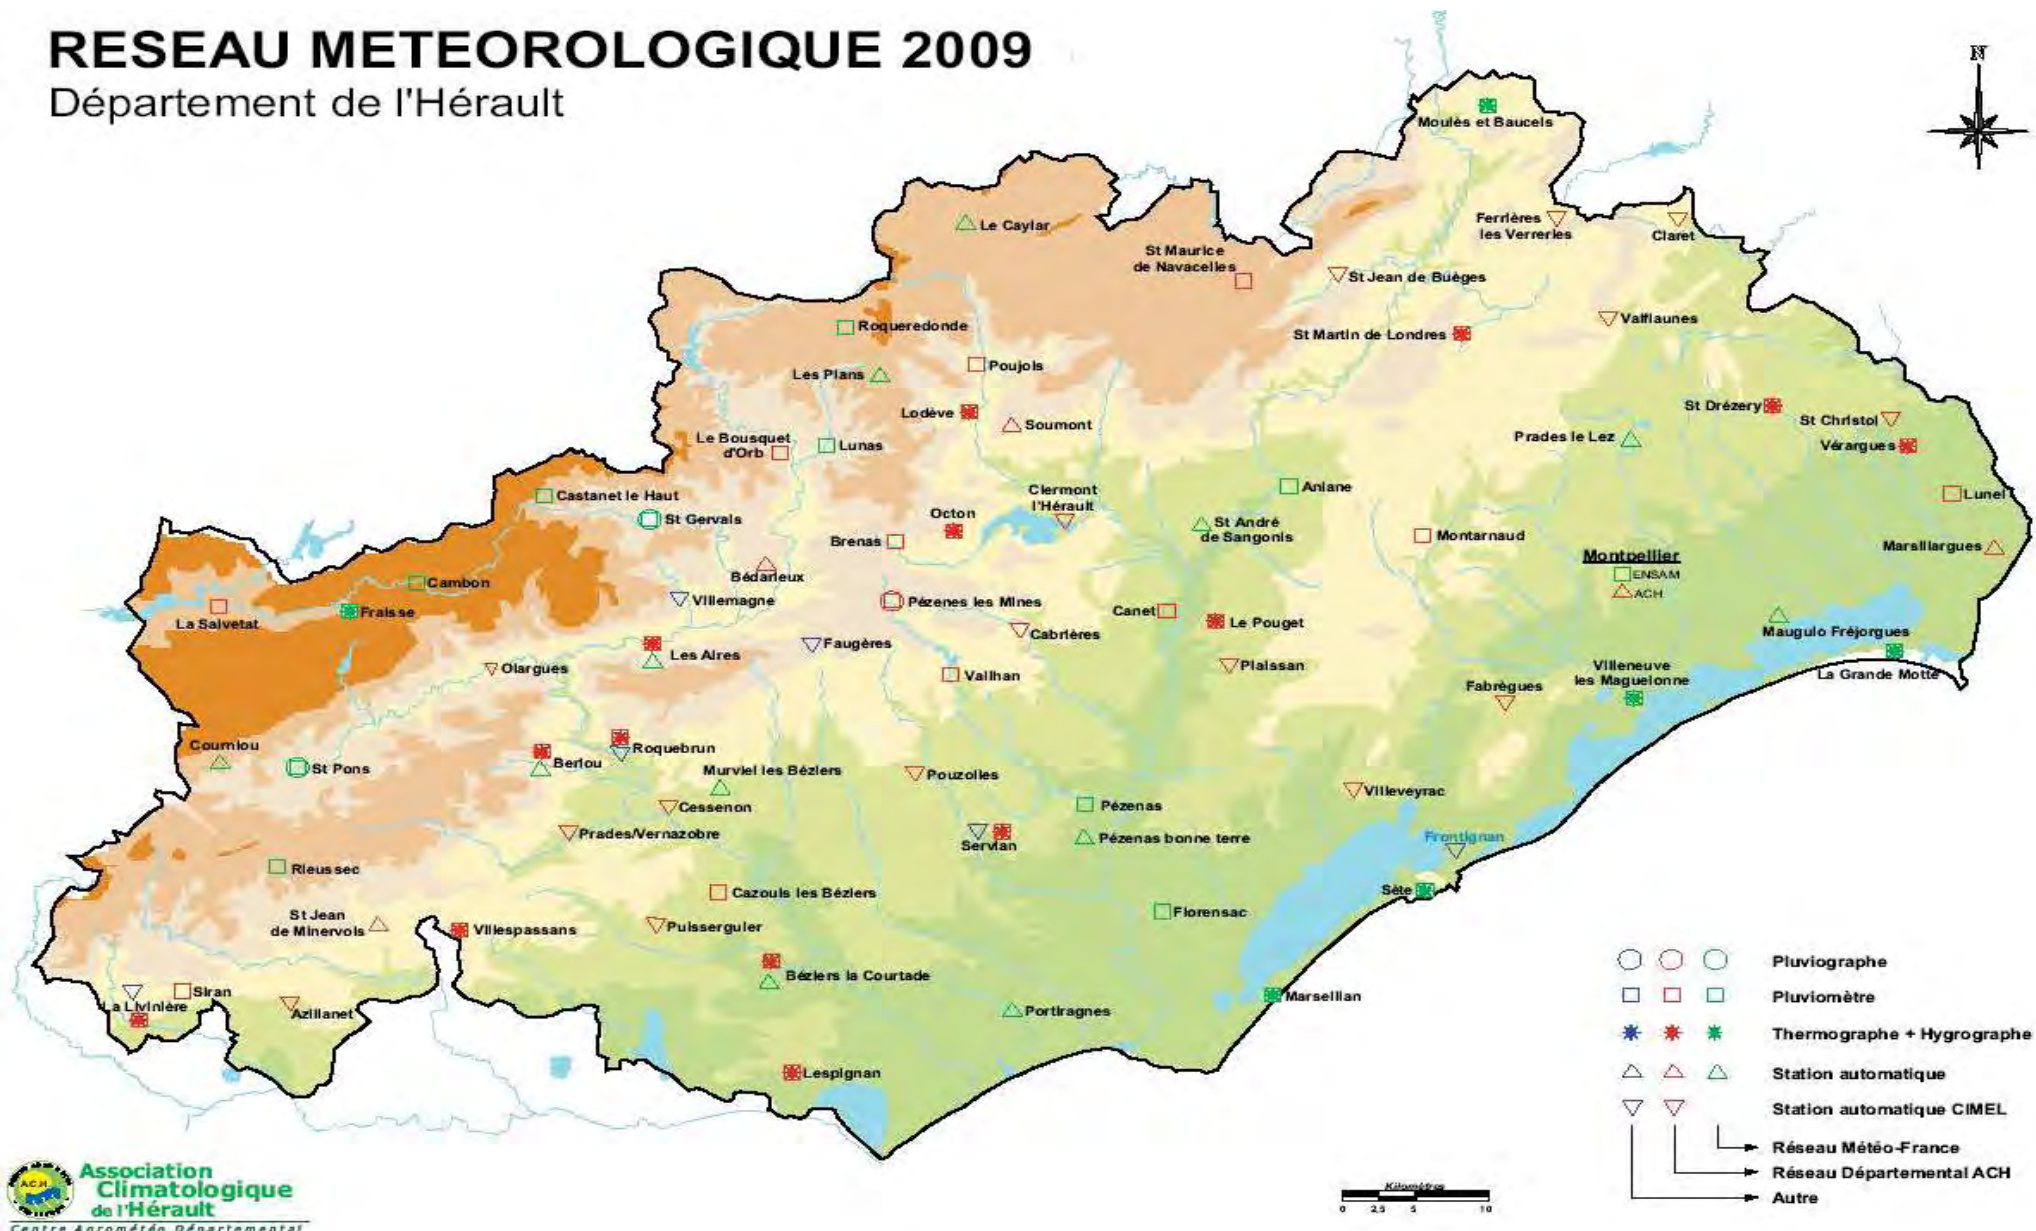 RESEAU METEOROLOGIQUE 2009
Département de l'Hérault
N
Moulès et Baucels
Le Caylar
Ferrières
les Verreries
Claret
St Maurice
de Navacelles
St Jean de Buèges
Roqueredonde
St Martin de Londres
Valflaunes
Poujols
Les Plans
Lodève
Soumont
St Drézery
St Christol
Le Bousquet
d'Orb
Lunas
Prades le Lez
Vérargues
Castanet le Haut
Clermont
l'Hérault
Aniane
Lunel
St Gervais
Octon
St André
de Sangonis
Brenas
Montarnaud
Marsillargues
Montpellier
ENSAM
ACH
Bédarieux
Cambon
Villemagne
Pézenes les Mines
Canet
Fraisse
La Salvetat
Le Pouget
Cabrières
Maugulo Fréjorgues
Faugères
Les Aires
Olargues
Vailhan
Plaissan
Villeneuve
les Maguelonne
La Grande Motte
Fabrègues
Courniou
St Pons
Roquebrun
Berlou
Murviel les Béziers
Pouzolles
Villeveyrac
Cessenon
Pézenas
Prades/Vernazobre
Servian
Pézenas bonne terre
Frontignan
Rieussec
Cazouls les Béziers
Sète
St Jean
de Minervois
Villespassans
Puisserguier
Florensac
Béziers la Courtade
Siran
La Livinière
Azillanet
Portiragnes
Marseillan
Lespignan
Pluviographe
Pluviomètre
Thermographe + Hygrographe
Station automatique
Station automatique CIMEL
Réseau Météo-France
Réseau Départemental ACH
Autre
Kilomètres
0 2,5 5 10
A.C.H.
Association
Climatologique
de l'Hérault
Centre Agrométéo Départemental